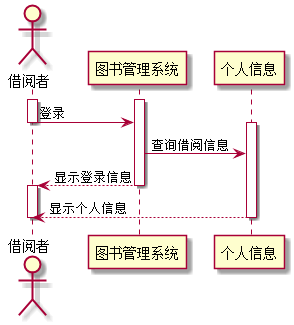 借阅者
图书管理系统
个人信息
登录
查询借阅信息
显示登录信息
显示个人信息
借阅者
图书管理系统
个人信息